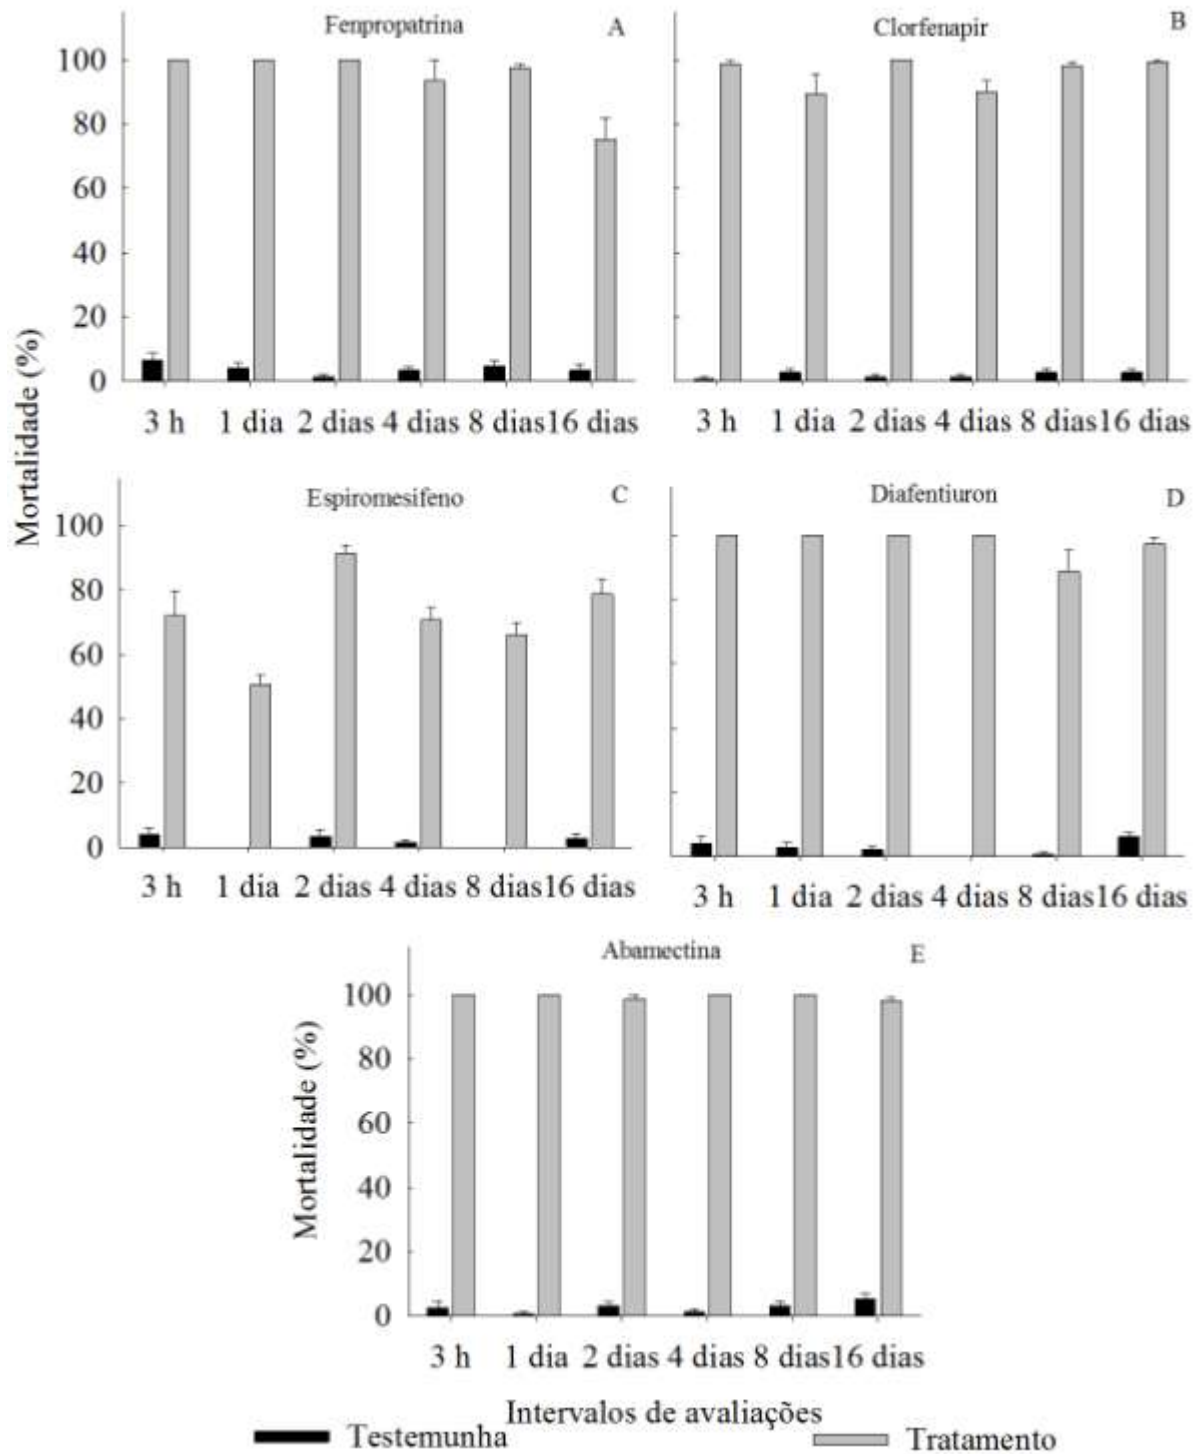 Fenpropatrina A
Clorfenapir B
Mortalidade (%)
100
80
60
40
20
0
3 h 1 dia 2 dias 4 dias 8 dias 16 dias
3 h 1 dia 2 dias 4 dias 8 dias 16 dias
Espiromesifeno C
Diafentiuron D
100
80
60
40
20
0
3 h 1 dia 2 dias 4 dias 8 dias 16 dias
3 h 1 dia 2 dias 4 dias 8 dias 16 dias
Abamectina E
Mortalidade (%)
100
80
60
40
20
0
3 h 1 dia 2 dias 4 dias 8 dias 16 dias
Intervalos de avaliações
Testemunha Tratamento